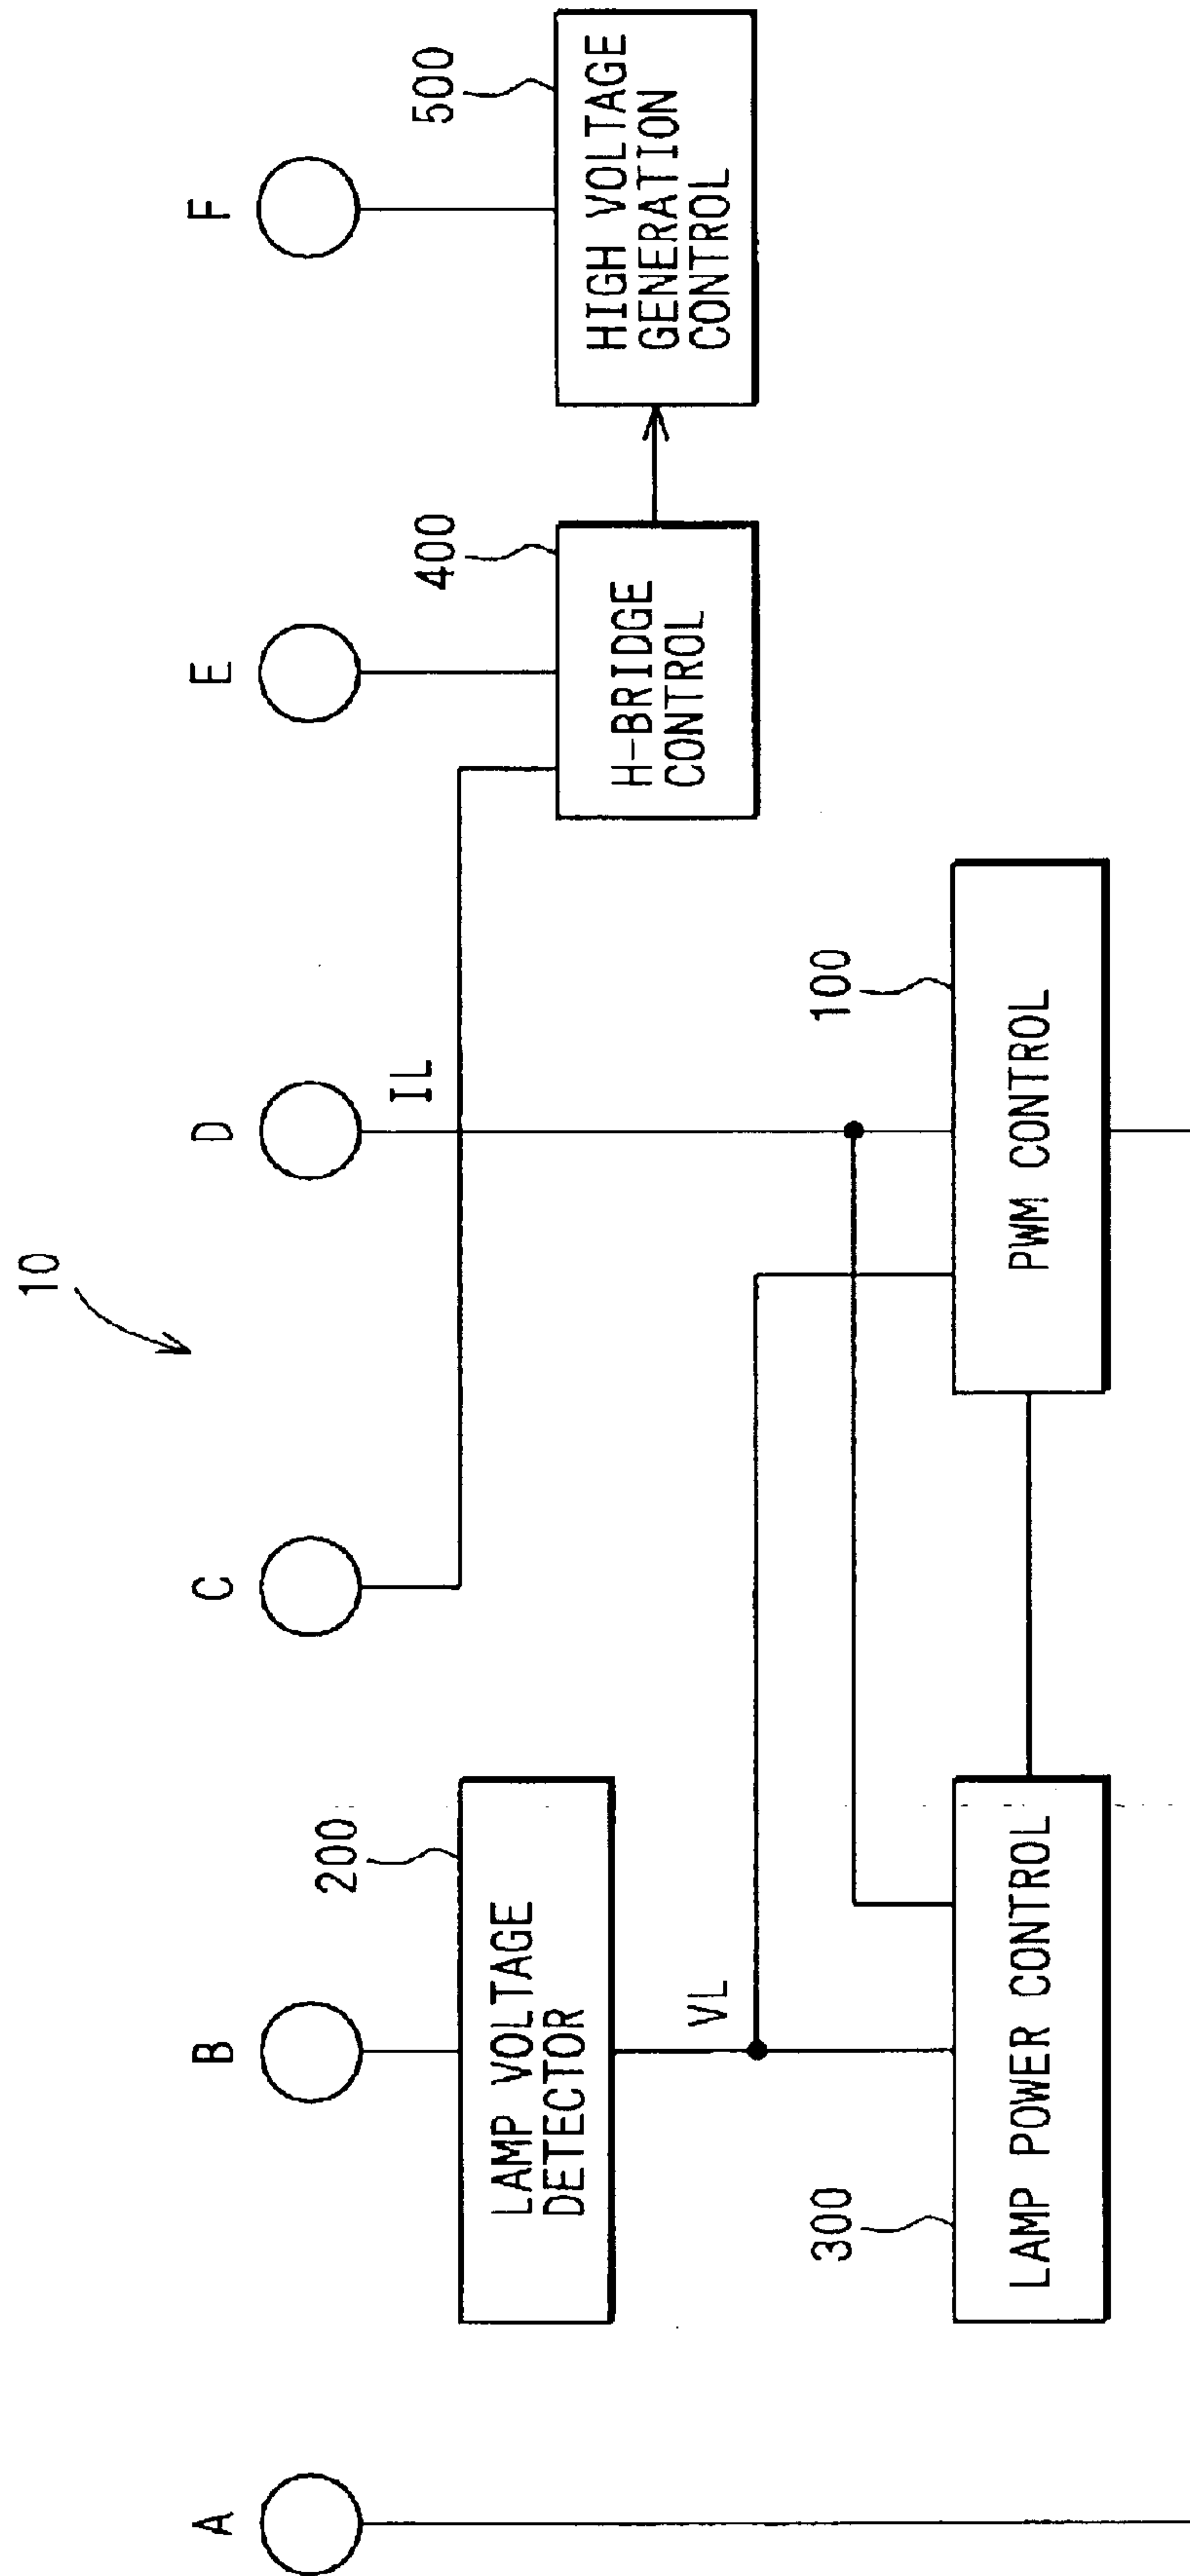 10
A
B
C
D
E
F
IL
500
400
200
LAMP VOLTAGE
DETECTOR
HIGH VOLTAGE
GENERATION
CONTROL
H-BRIDGE
CONTROL
VL
300
100
LAMP POWER CONTROL
PWM CONTROL